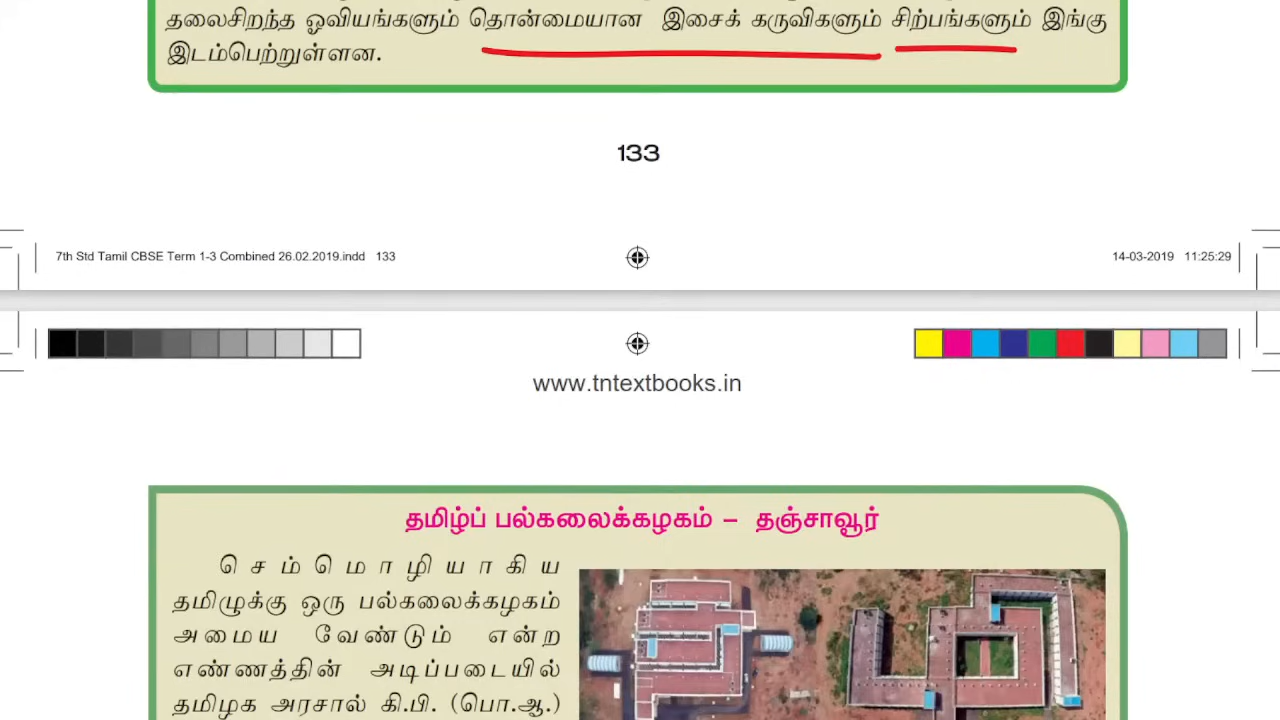 தலைசிறந்த ஓவியங்களும் தொன்மையான இசைக் கருவிகளும் சிற்பங்களும் இங்கு
இடம்பெற்றுள்ளன.
133
7th Std Tamil CBSE Term 1-3 Combined 26.02.2019.indd 133
14-03-2019 11:25:29
www.tntextbooks.in
தமிழ்ப் பல்கலைக்கழகம் – தஞ்சாவூர்
செம்மொழியாகிய
தமிழுக்கு ஒரு பல்கலைக்கழகம்
அமைய வேண்டும் என்ற
எண்ணத்தின் அடிப்படையில்
தமிழக அரசால் கி.பி. (பொ.ஆ.)